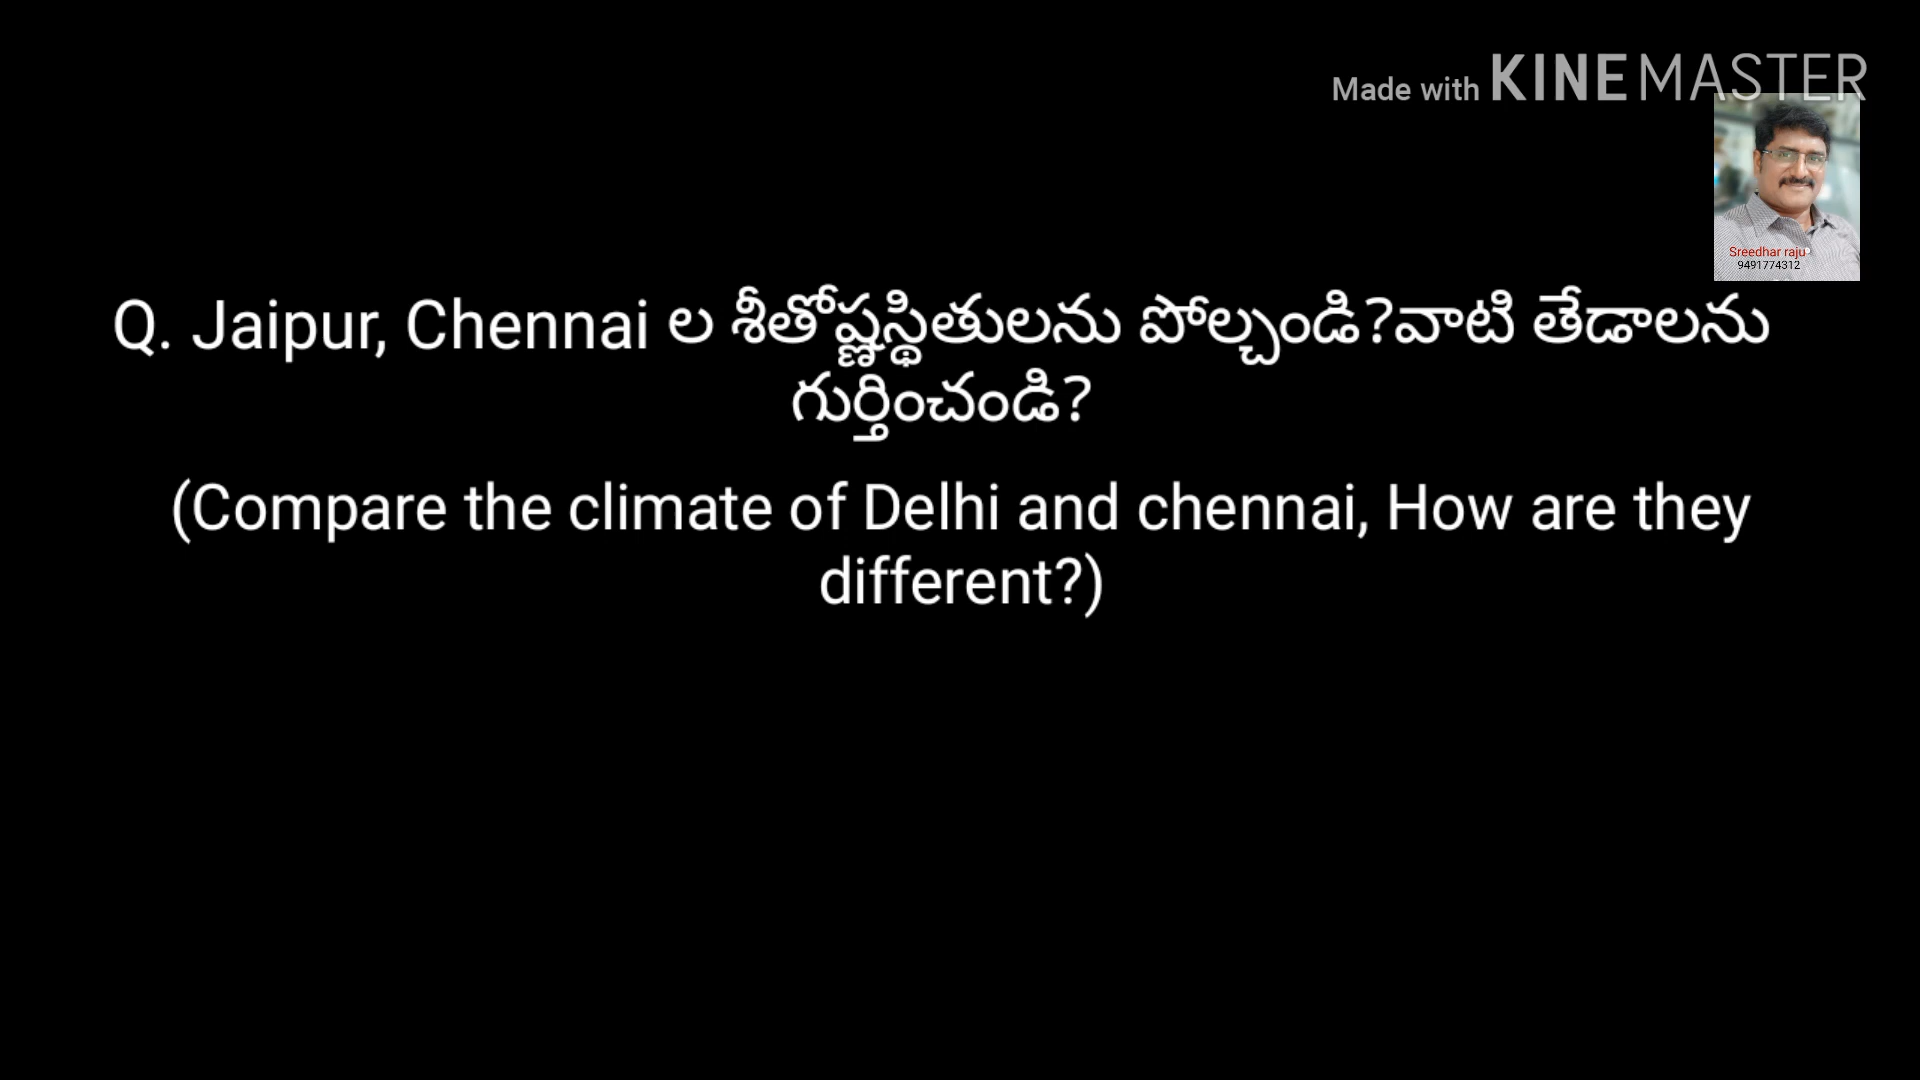 Made with KINEMASTER
Sreedhar raju
9491774312
Q. Jaipur, Chennai ల శీతోష్ణస్థితులను పోల్చండి?వాటి తేడాలను
గుర్తించండి?
(Compare the climate of Delhi and chennai, How are they
different?)